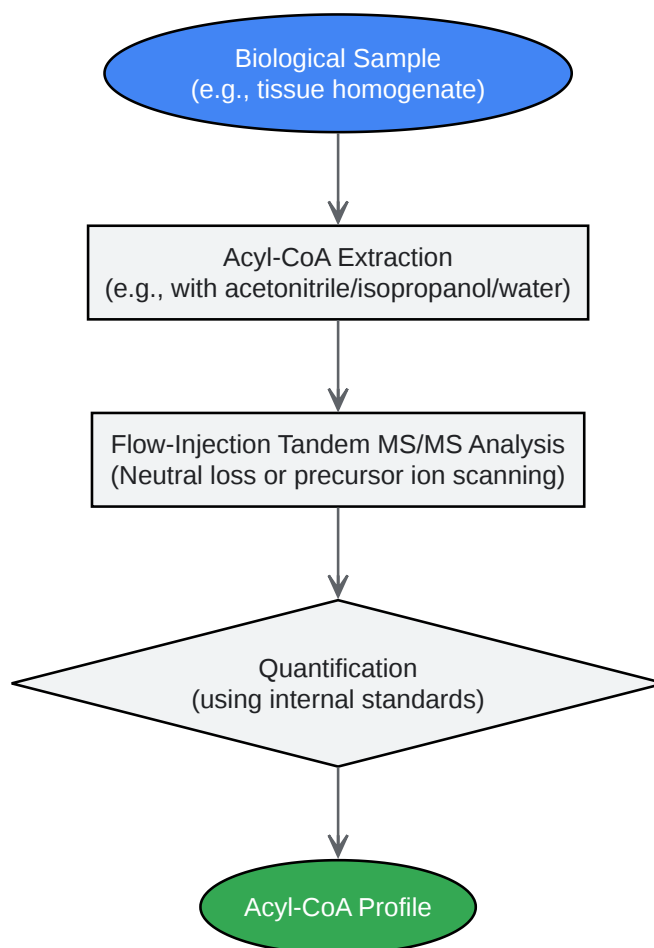 Biological Sample
(e.g., tissue homogenate)
Acyl-CoA Extraction
(e.g., with acetonitrile/isopropanol/water)
Flow-Injection Tandem MS/MS Analysis
(Neutral loss or precursor ion scanning)
Quantification
(using internal standards)
Acyl-CoA Profile